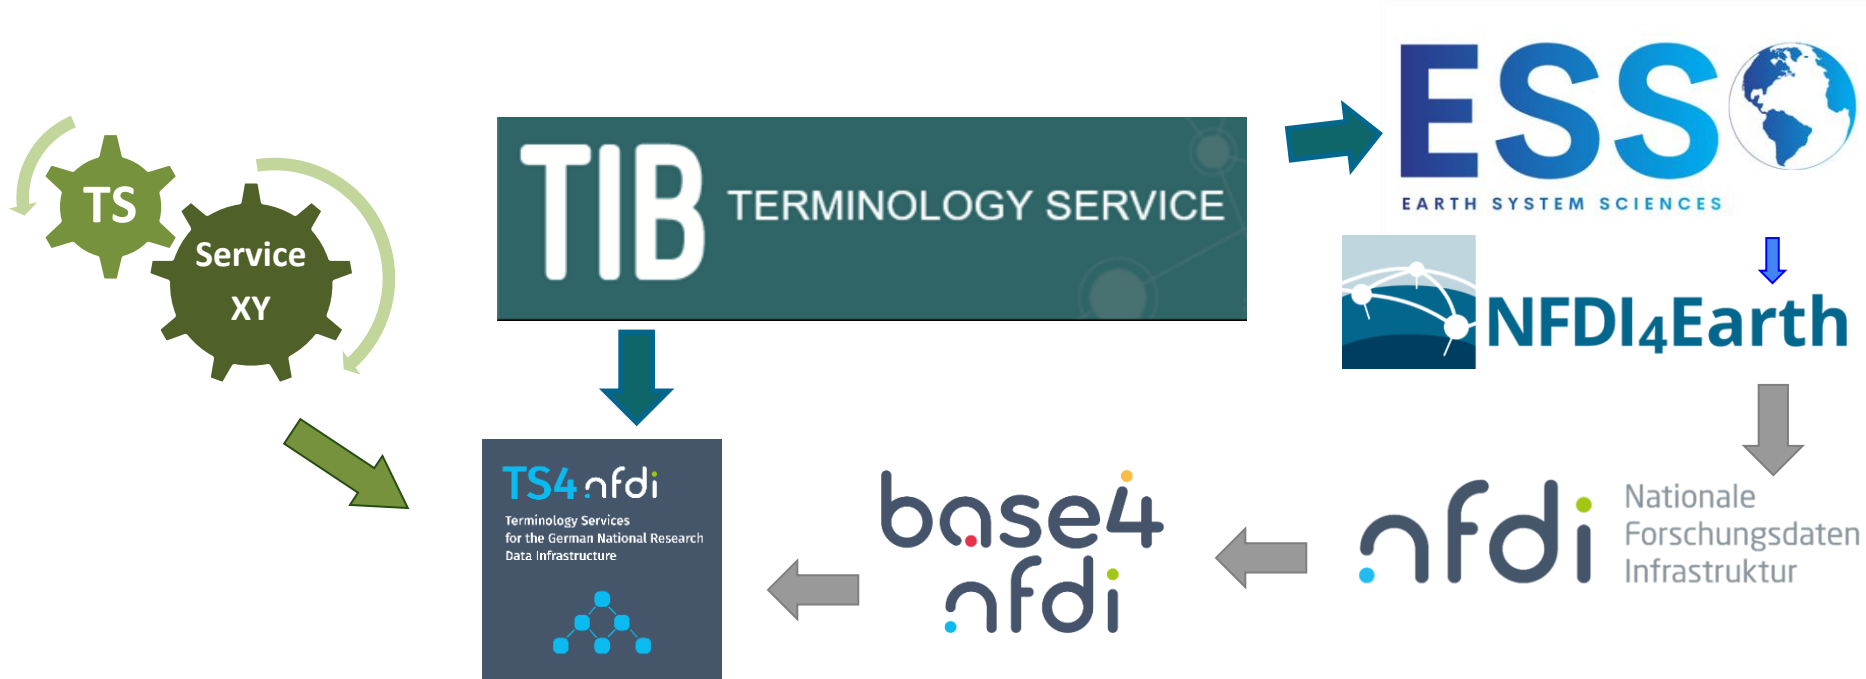 TS
Service
XY
TIB TERMINOLOGY SERVICE
ESS
EARTH SYSTEM SCIENCES
NFDI4Earth
TS4nfdi
Terminology Services
for the German National Research
Data Infrastructure
base4
nfdi
nfdi
Nationale
Forschungsdaten
Infrastruktur